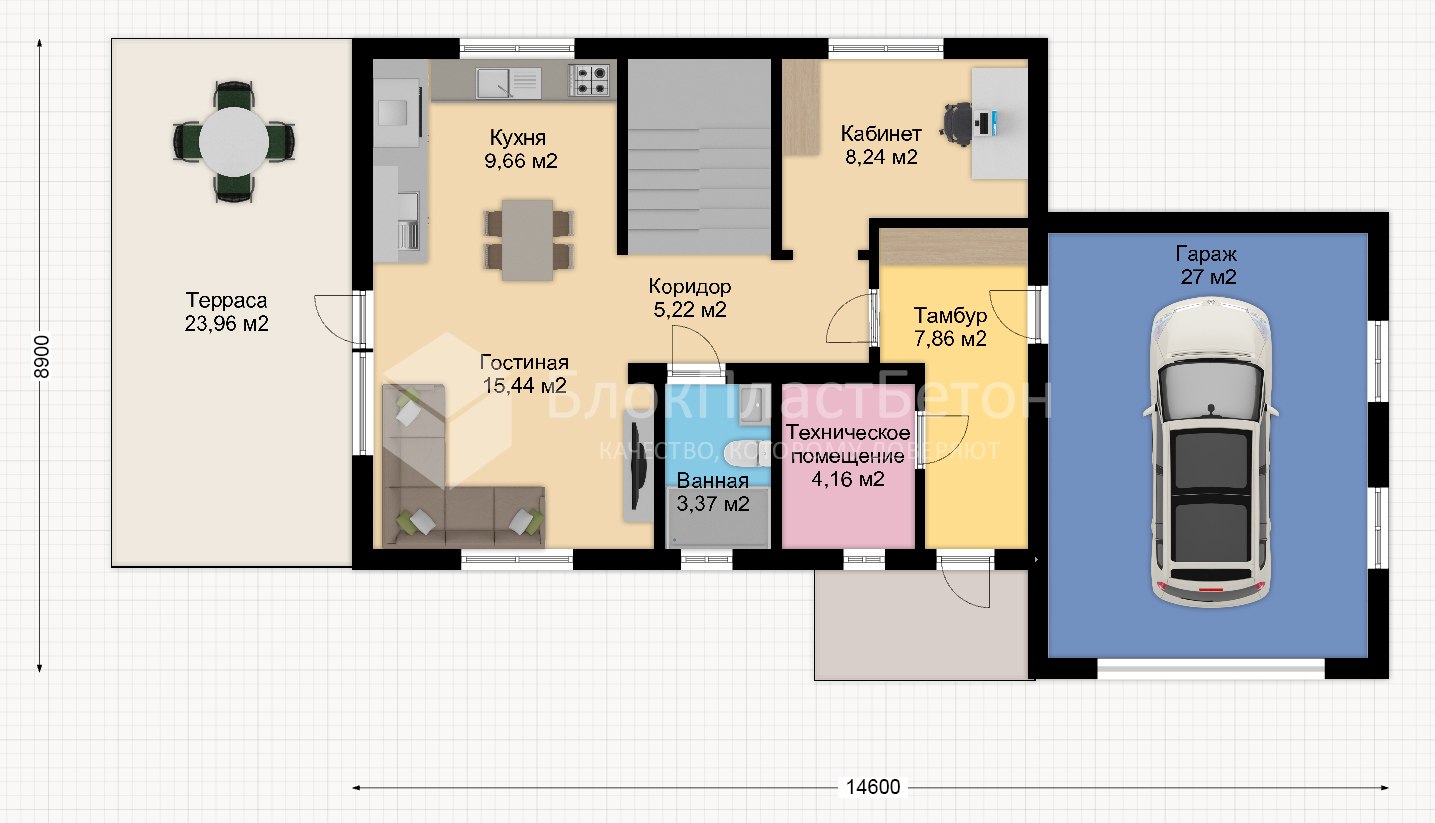 Кухня
9,66 м2
Кабинет
8,24 м2
Гараж
27 м2
Терраса
23,96 м2
Коридор
5,22 м2
Тамбур
7,86 м2
Гостиная
15,44 м2
БлокПластБетон
КАЧЕСТВО, КОТОРОМУ ДОВЕРЯЮТ
Техническое
помещение
4,16 м2
Ванная
3,37 м2
8900
14600